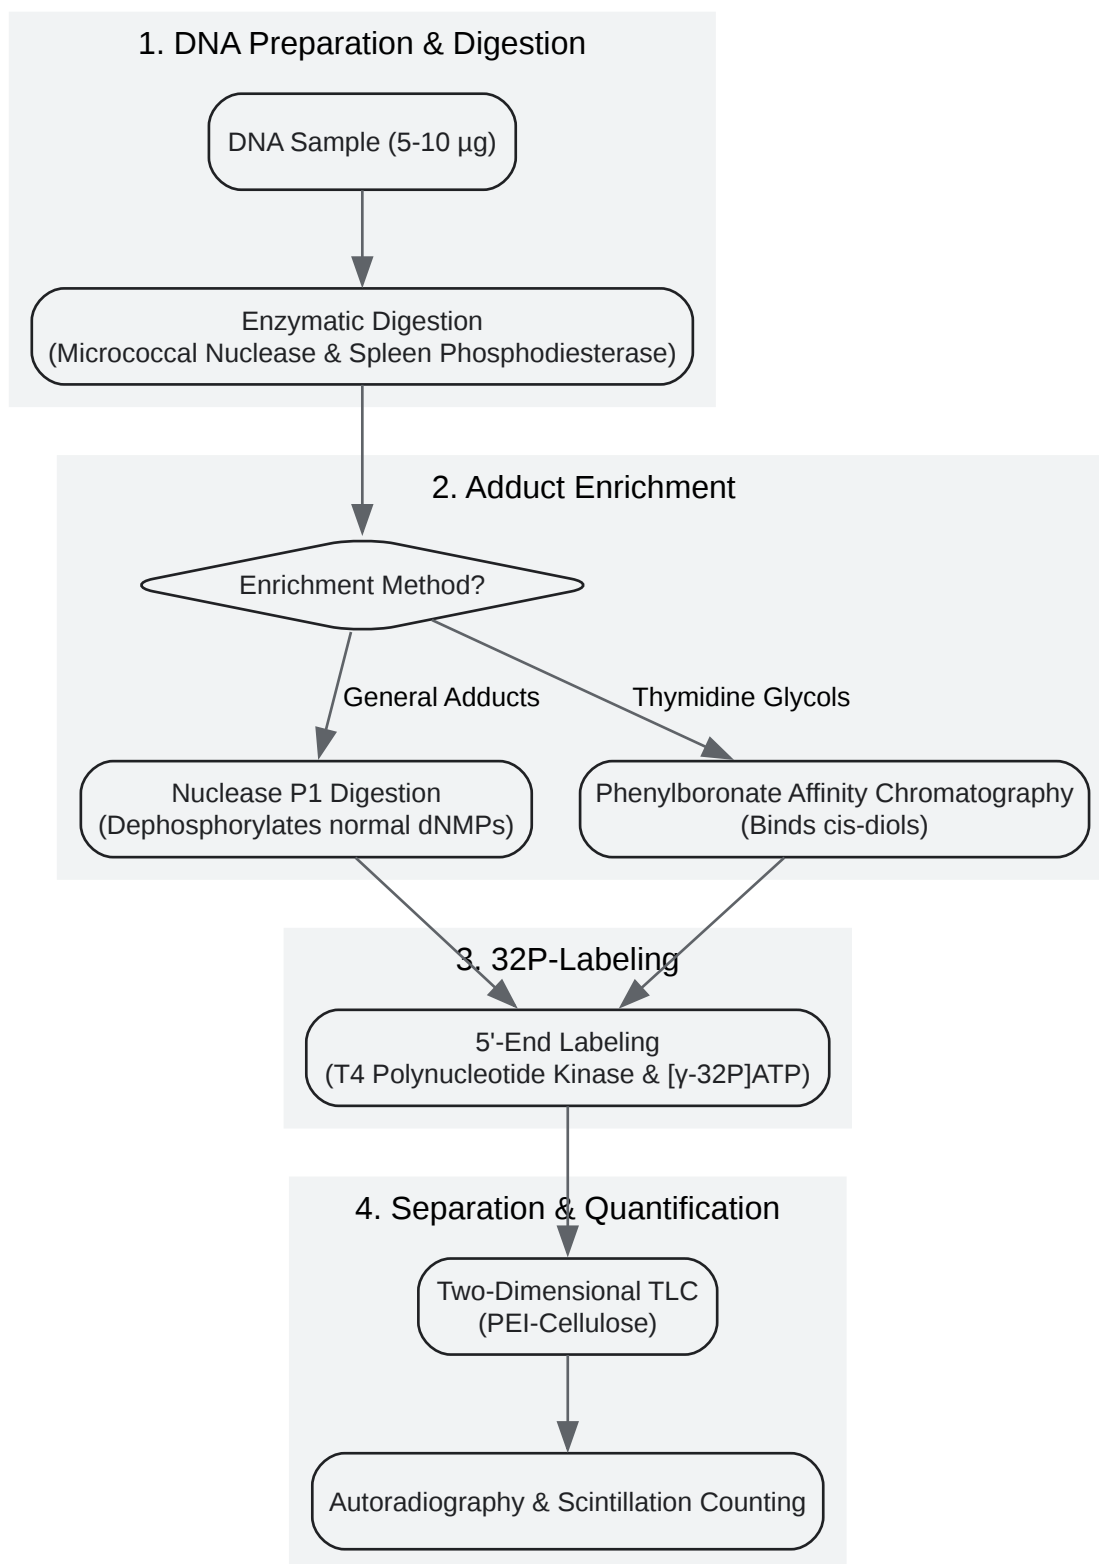 1. DNA Preparation & Digestion
DNA Sample (5-10 µg)
Enzymatic Digestion
(Micrococcal Nuclease & Spleen Phosphodiesterase)
2. Adduct Enrichment
Enrichment Method?
General Adducts
Thymidine Glycols
Nuclease P1 Digestion
(Dephosphorylates normal dNMPs)
Phenylboronate Affinity Chromatography
(Binds cis-diols)
3. 32P-Labeling
5'-End Labeling
(T4 Polynucleotide Kinase & [γ-32P]ATP)
4. Separation & Quantification
Two-Dimensional TLC
(PEI-Cellulose)
Autoradiography & Scintillation Counting